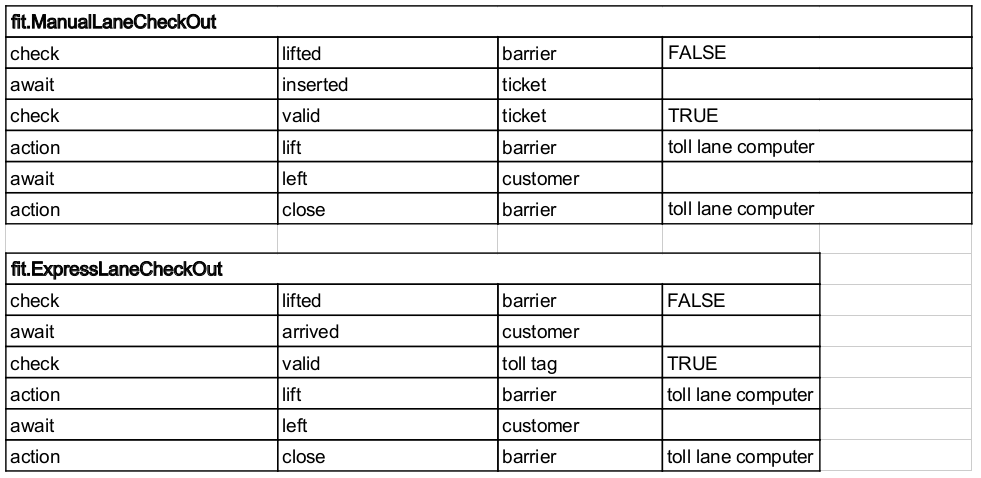 fit.ManualLaneCheckOut
check lifted barrier FALSE
await inserted ticket
check valid ticket TRUE
action lift barrier toll lane computer
await left customer
action close barrier toll lane computer
fit.ExpressLaneCheckOut
check lifted barrier FALSE
await arrived customer
check valid toll tag TRUE
action lift barrier toll lane computer
await left customer
action close barrier toll lane computer